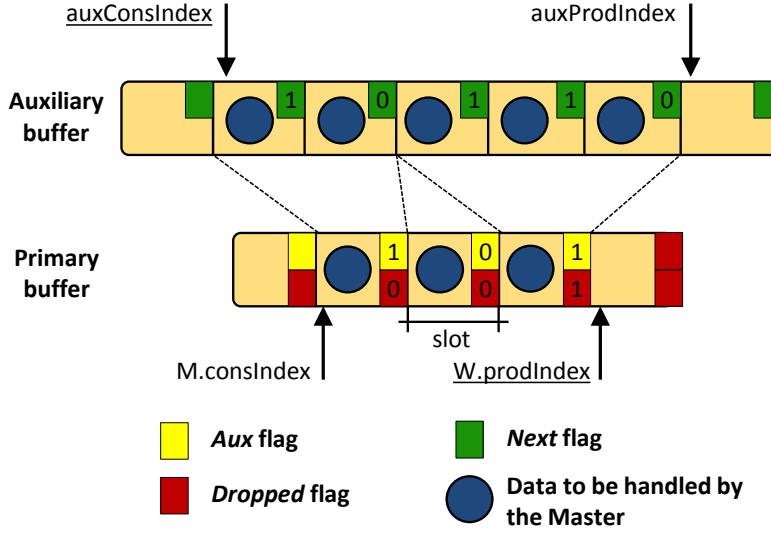 auxConsIndex auxProdIndex
Auxiliary buffer
1 0 1 1 0
Primary buffer
1 0 1
0 0 1
slot
M.consIndex W.prodIndex
Aux flag Next flag
Dropped flag Data to be handled by
the Master